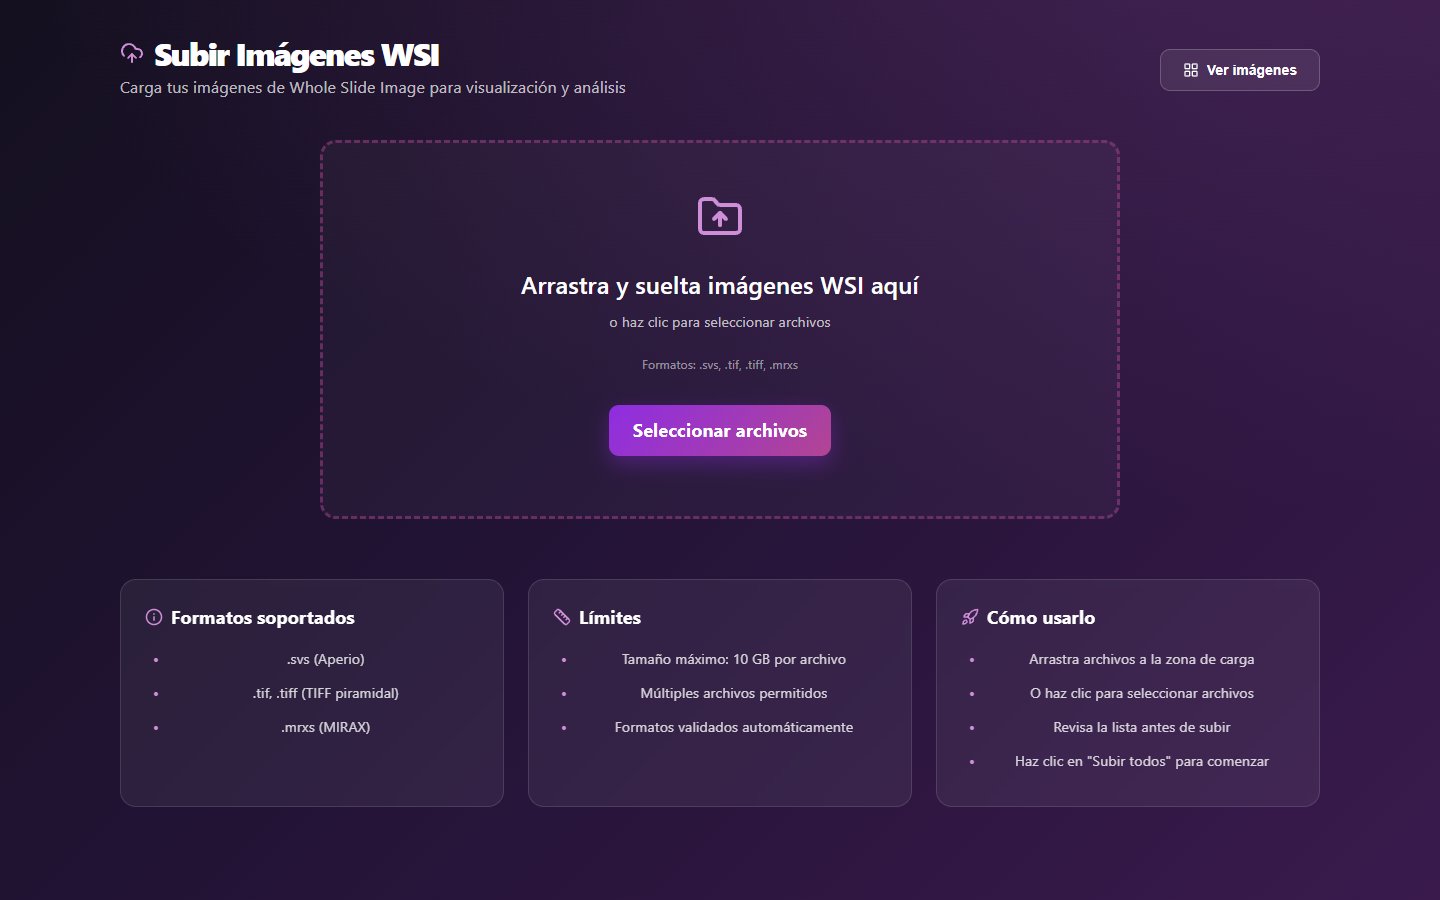 Subir Imágenes WSI
Carga tus imágenes de Whole Slide Image para visualización y análisis
Ver imágenes
Arrastra y suelta imágenes WSI aquí
o haz clic para seleccionar archivos
Formatos: .svs, .tif, .tiff, .mrxs
Seleccionar archivos
Formatos soportados
• .svs (Aperio)
• .tif, .tiff (TIFF piramidal)
• .mrxs (MIRAX)
Límites
• Tamaño máximo: 10 GB por archivo
• Múltiples archivos permitidos
• Formatos validados automáticamente
Cómo usarlo
• Arrastra archivos a la zona de carga
• O haz clic para seleccionar archivos
• Revisa la lista antes de subir
• Haz clic en "Subir todos" para comenzar